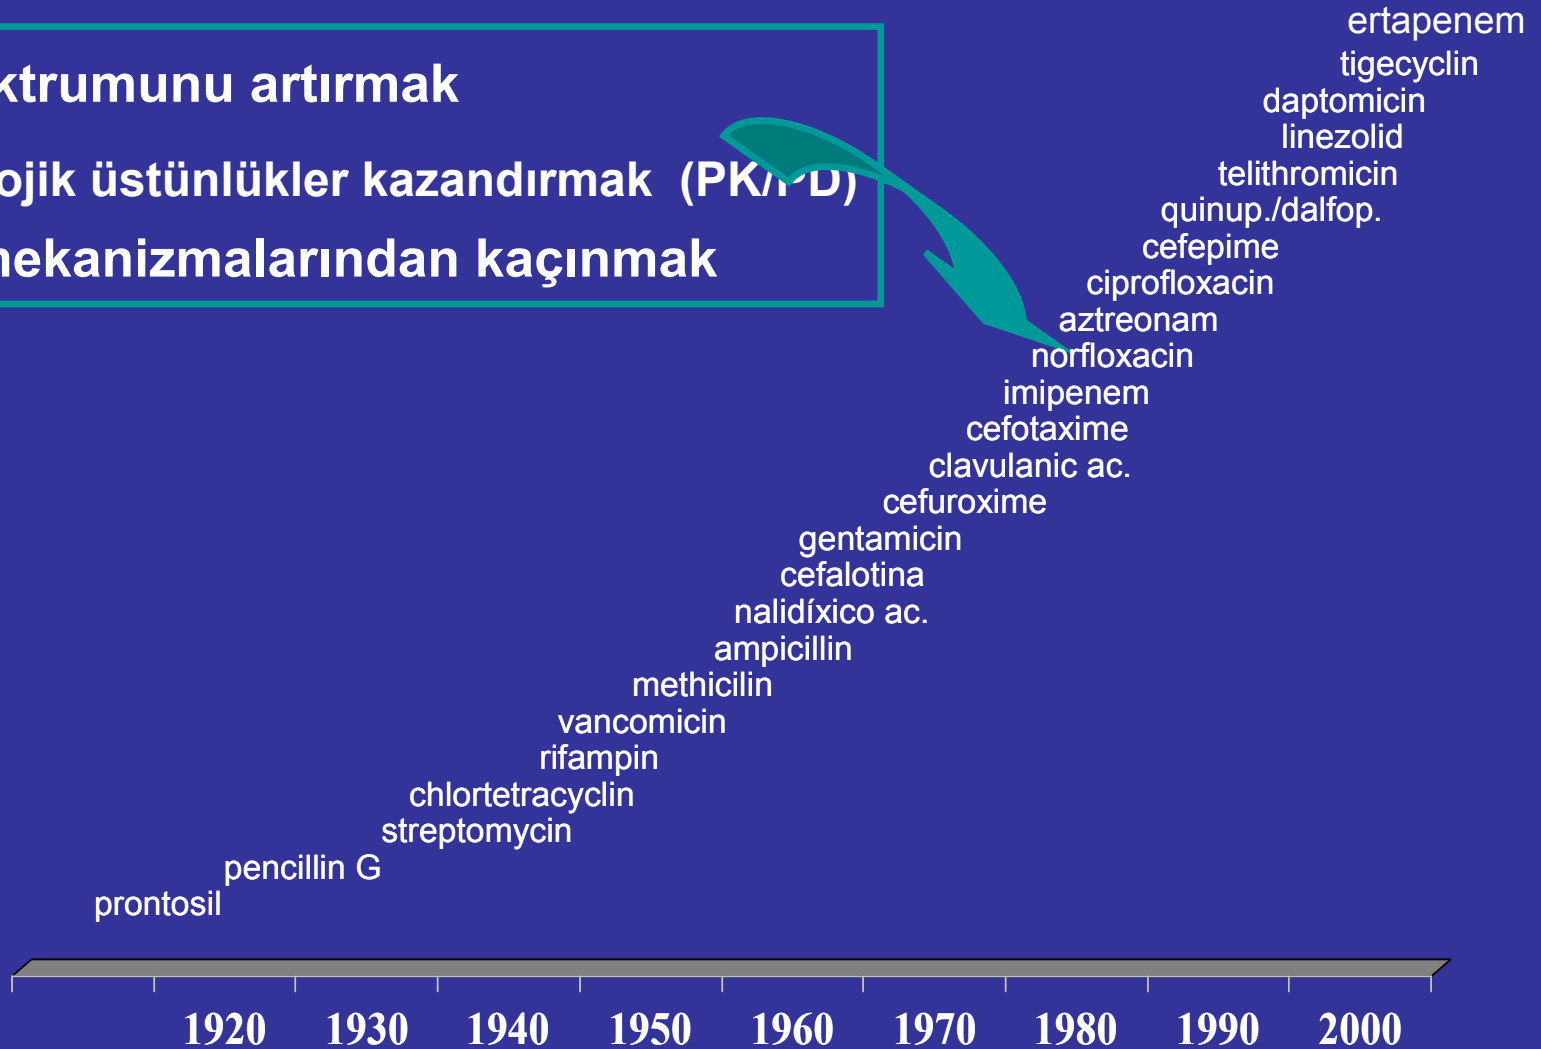 ktrumunu artırmak
ojik üstünlükler kazandırmak (PK/PD)
mekanizmalarından kaçınmak
ertapenem
tigecyclin
daptomicin
linezolid
telithromicin
quinup./dalfop.
cefepime
ciprofloxacin
aztreonam
norfloxacin
imipenem
cefotaxime
clavulanic ac.
cefuroxime
gentamicin
cefalotina
nalidíxico ac.
ampicillin
methicilin
vancomicin
rifampin
chlortetracyclin
streptomycin
pencillin G
prontosil
1920 1930 1940 1950 1960 1970 1980 1990 2000